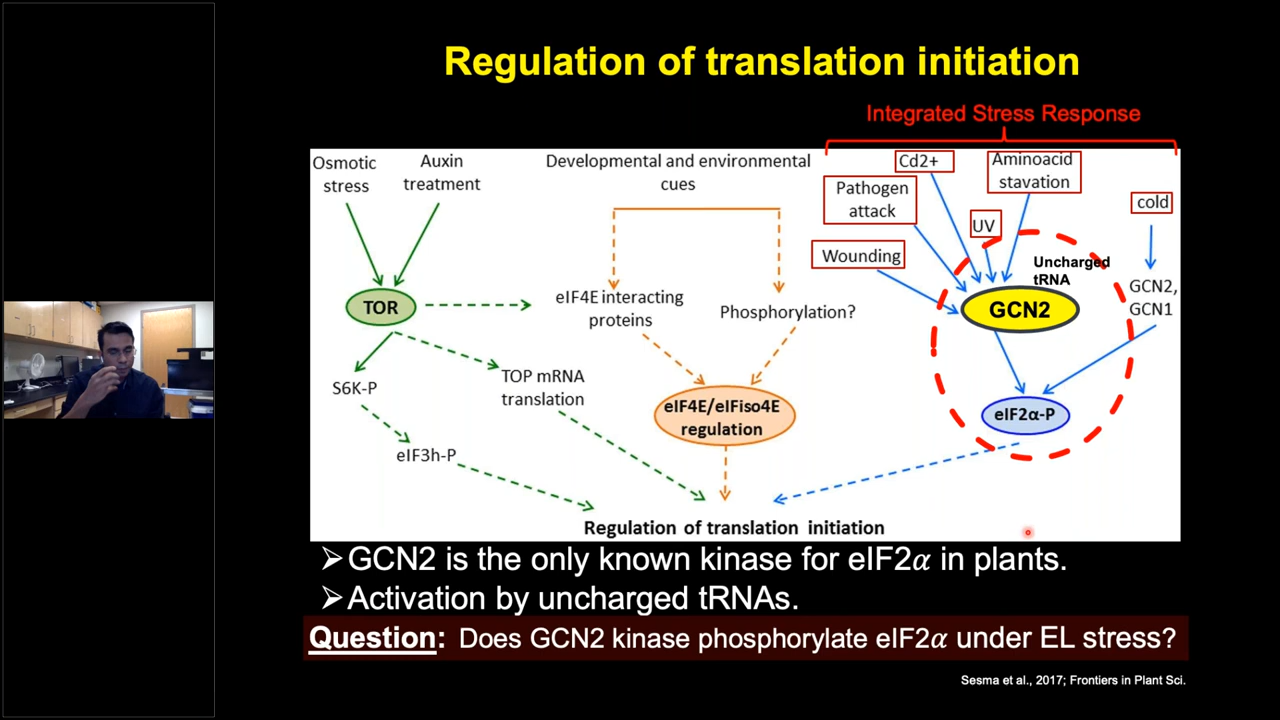 Regulation of translation initiation
Integrated Stress Response
Osmotic
stress
Auxin
treatment
Developmental and environmental
cues
Cd2+
Aminoacid
stavation
Pathogen
attack
cold
UV
Wounding
Uncharged
tRNA
GCN2
GCN2,
GCN1
TOR
eIF4E interacting
proteins
Phosphorylation?
S6K-P
TOP mRNA
translation
eIF4E/eIFiso4E
regulation
eIF2α-P
eIF3h-P
Regulation of translation initiation
➢GCN2 is the only known kinase for eIF2𝛼 in plants.
➢Activation by uncharged tRNAs.
Question: Does GCN2 kinase phosphorylate eIF2𝛼 under EL stress?
Sesma et al., 2017; Frontiers in Plant Sci.